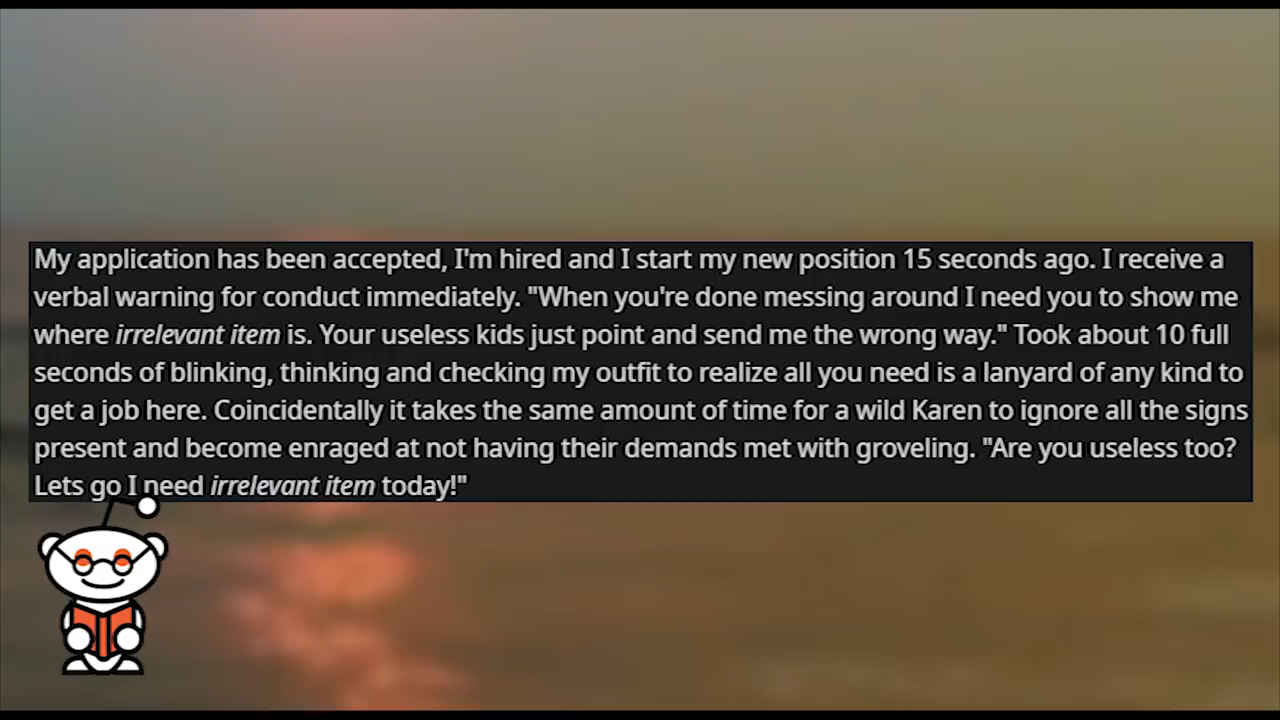 My application has been accepted, I'm hired and I start my new position 15 seconds ago. I receive a
verbal warning for conduct immediately. "When you're done messing around I need you to show me
where irrelevant item is. Your useless kids just point and send me the wrong way." Took about 10 full
seconds of blinking, thinking and checking my outfit to realize all you need is a lanyard of any kind to
get a job here. Coincidentally it takes the same amount of time for a wild Karen to ignore all the signs
present and become enraged at not having their demands met with groveling. "Are you useless too?
Lets go I need irrelevant item today!"